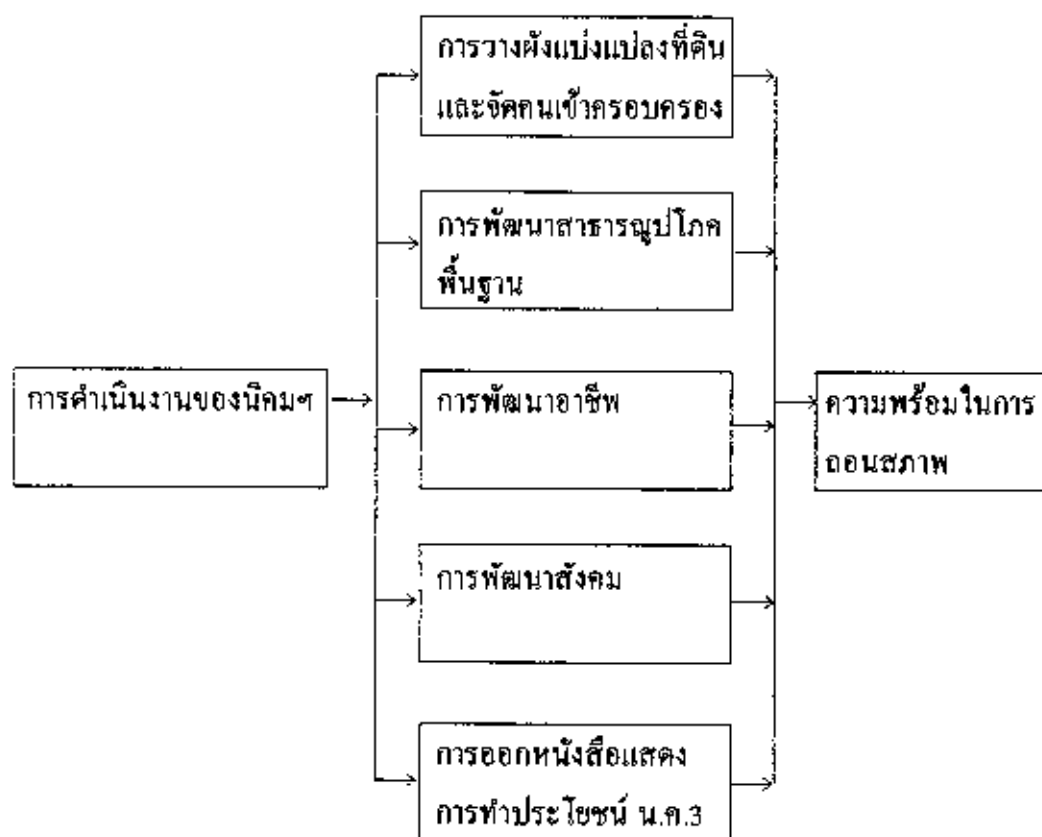 การวางผังแบ่งแปลงที่ดิน
และจัดคนเข้าครอบครอง
การพัฒนาสาธารณูปโภค
พื้นฐาน
การดำเนินงานของนิคมฯ
การพัฒนาอาชีพ
ความพร้อมในการ
ถอนสภาพ
การพัฒนาสังคม
การออกหนังสือแสดง
การทำประโยชน์ น.ค.3